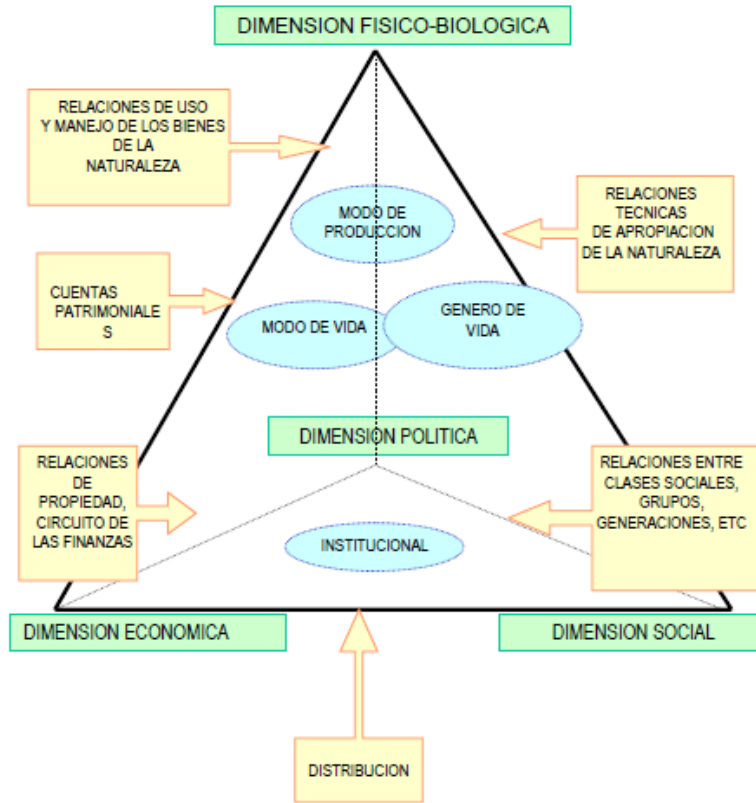 DIMENSION FISICO-BIOLOGICA
RELACIONES DE USO
Y MANEJO DE LOS BIENES
DE LA
NATURALEZA
MODO DE
PRODUCCION
RELACIONES
TECNICAS
DE APROPIACION
DE LA NATURALEZA
CUENTAS
PATRIMONIALE
S
MODO DE VIDA
GENERO DE
VIDA
DIMENSION POLITICA
RELACIONES
DE
PROPIEDAD,
CIRCUITO DE
LAS FINANZAS
RELACIONES ENTRE
CLASES SOCIALES,
GRUPOS,
GENERACIONES, ETC
INSTITUCIONAL
DIMENSION ECONOMICA
DIMENSION SOCIAL
DISTRIBUCION